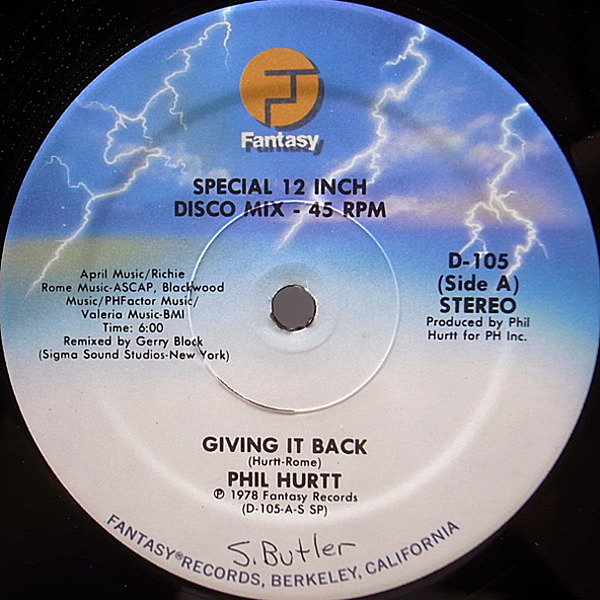 Fantasy
SPECIAL 12 INCH
DISCO MIX - 45 RPM
April Music/Richie
Rome Music-ASCAP, Blackwood
Music/PHFactor Music/
Valeria Music-BMI
Time: 6:00
Remixed by Gerry Block
(Sigma Sound Studios-New York)
D-105
(Side A)
STEREO
Produced by Phil
Hurtt for PH Inc.
GIVING IT BACK
(Hurtt-Rome)
PHIL HURTT
℗ 1978 Fantasy Records
(D-105-A-S SP)
S. Butler
FANTASY® RECORDS, BERKELEY, CALIFORNIA